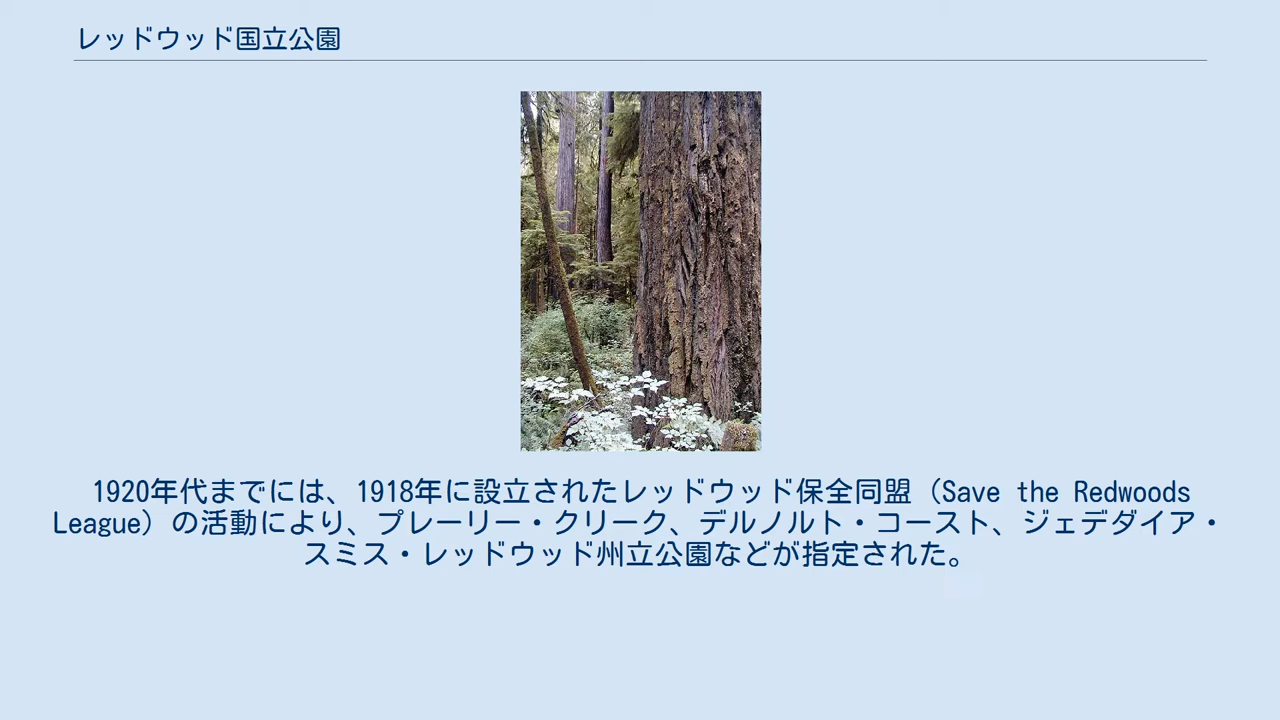 レッドウッド国立公園
1920年代までには、1918年に設立されたレッドウッド保全同盟（Save the Redwoods
League）の活動により、プレーリー・クリーク、デルノルト・コースト、ジェデダイア・
スミス・レッドウッド州立公園などが指定された。